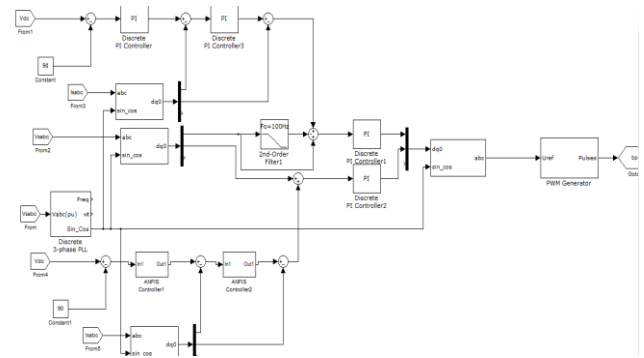 Vdc
From1
PI
Discrete
PI Controller
PI
Discrete
PI Controller3
90
Constant
Isabc
From3
abc
sin_cos
dq0
Vsabc
From2
abc
sin_cos
dq0
Fo=100Hz
2nd-Order
Filter1
PI
Discrete
PI Controller1
PI
Discrete
PI Controller2
dq0
sin_cos
abc
Uref
Pulses
PWM Generator
Vsabc
From
Vabc(pu)
Freq
wt
Sin_Cos
Discrete
3-phase PLL
Vdc
From4
In1
Out1
ANFIS
Controller1
In1
Out1
ANFIS
Controller2
90
Constant1
Isabc
From5
abc
sin_cos
dq0